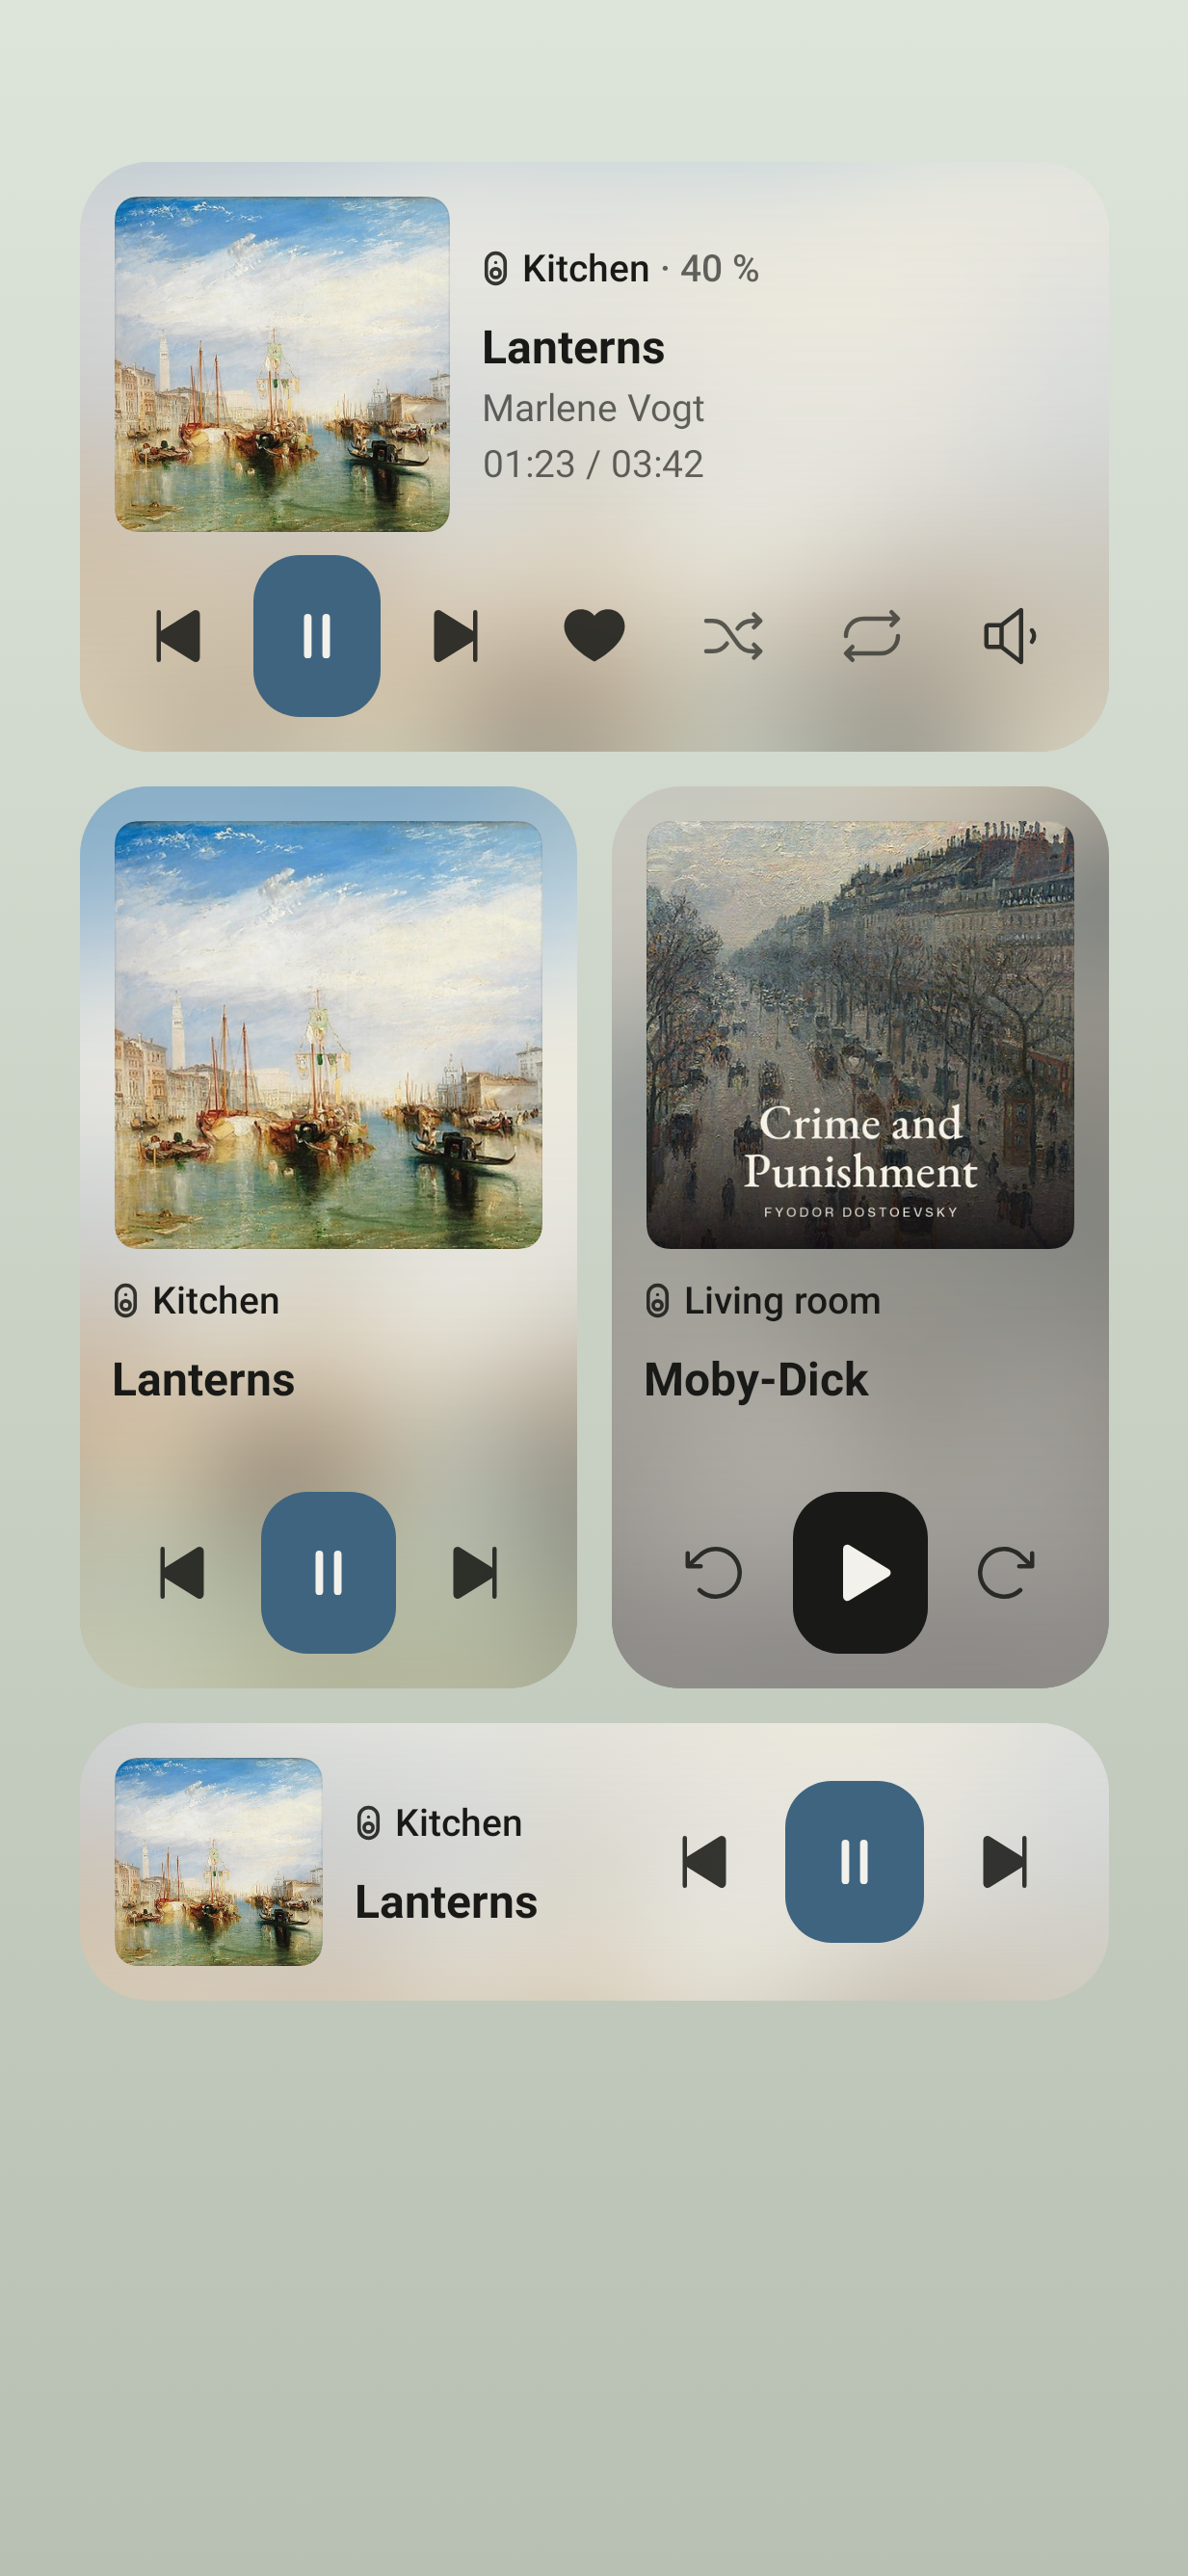 Kitchen · 40 %
Lanterns
Marlene Vogt
01:23 / 03:42
Kitchen
Lanterns
Crime and
Punishment
FYODOR DOSTOEVSKY
Living room
Moby-Dick
Kitchen
Lanterns